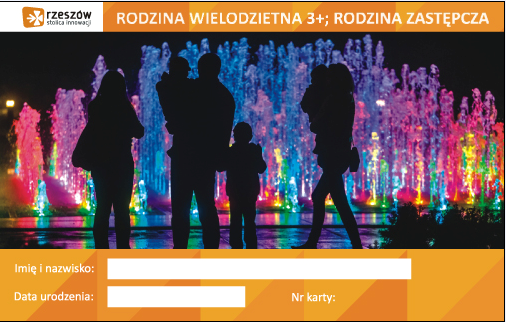 rzeszów
stolica innowacji
RODZINA WIELODZIETNA 3+; RODZINA ZASTĘPCZA
Imię i nazwisko:
Data urodzenia:
Nr karty: